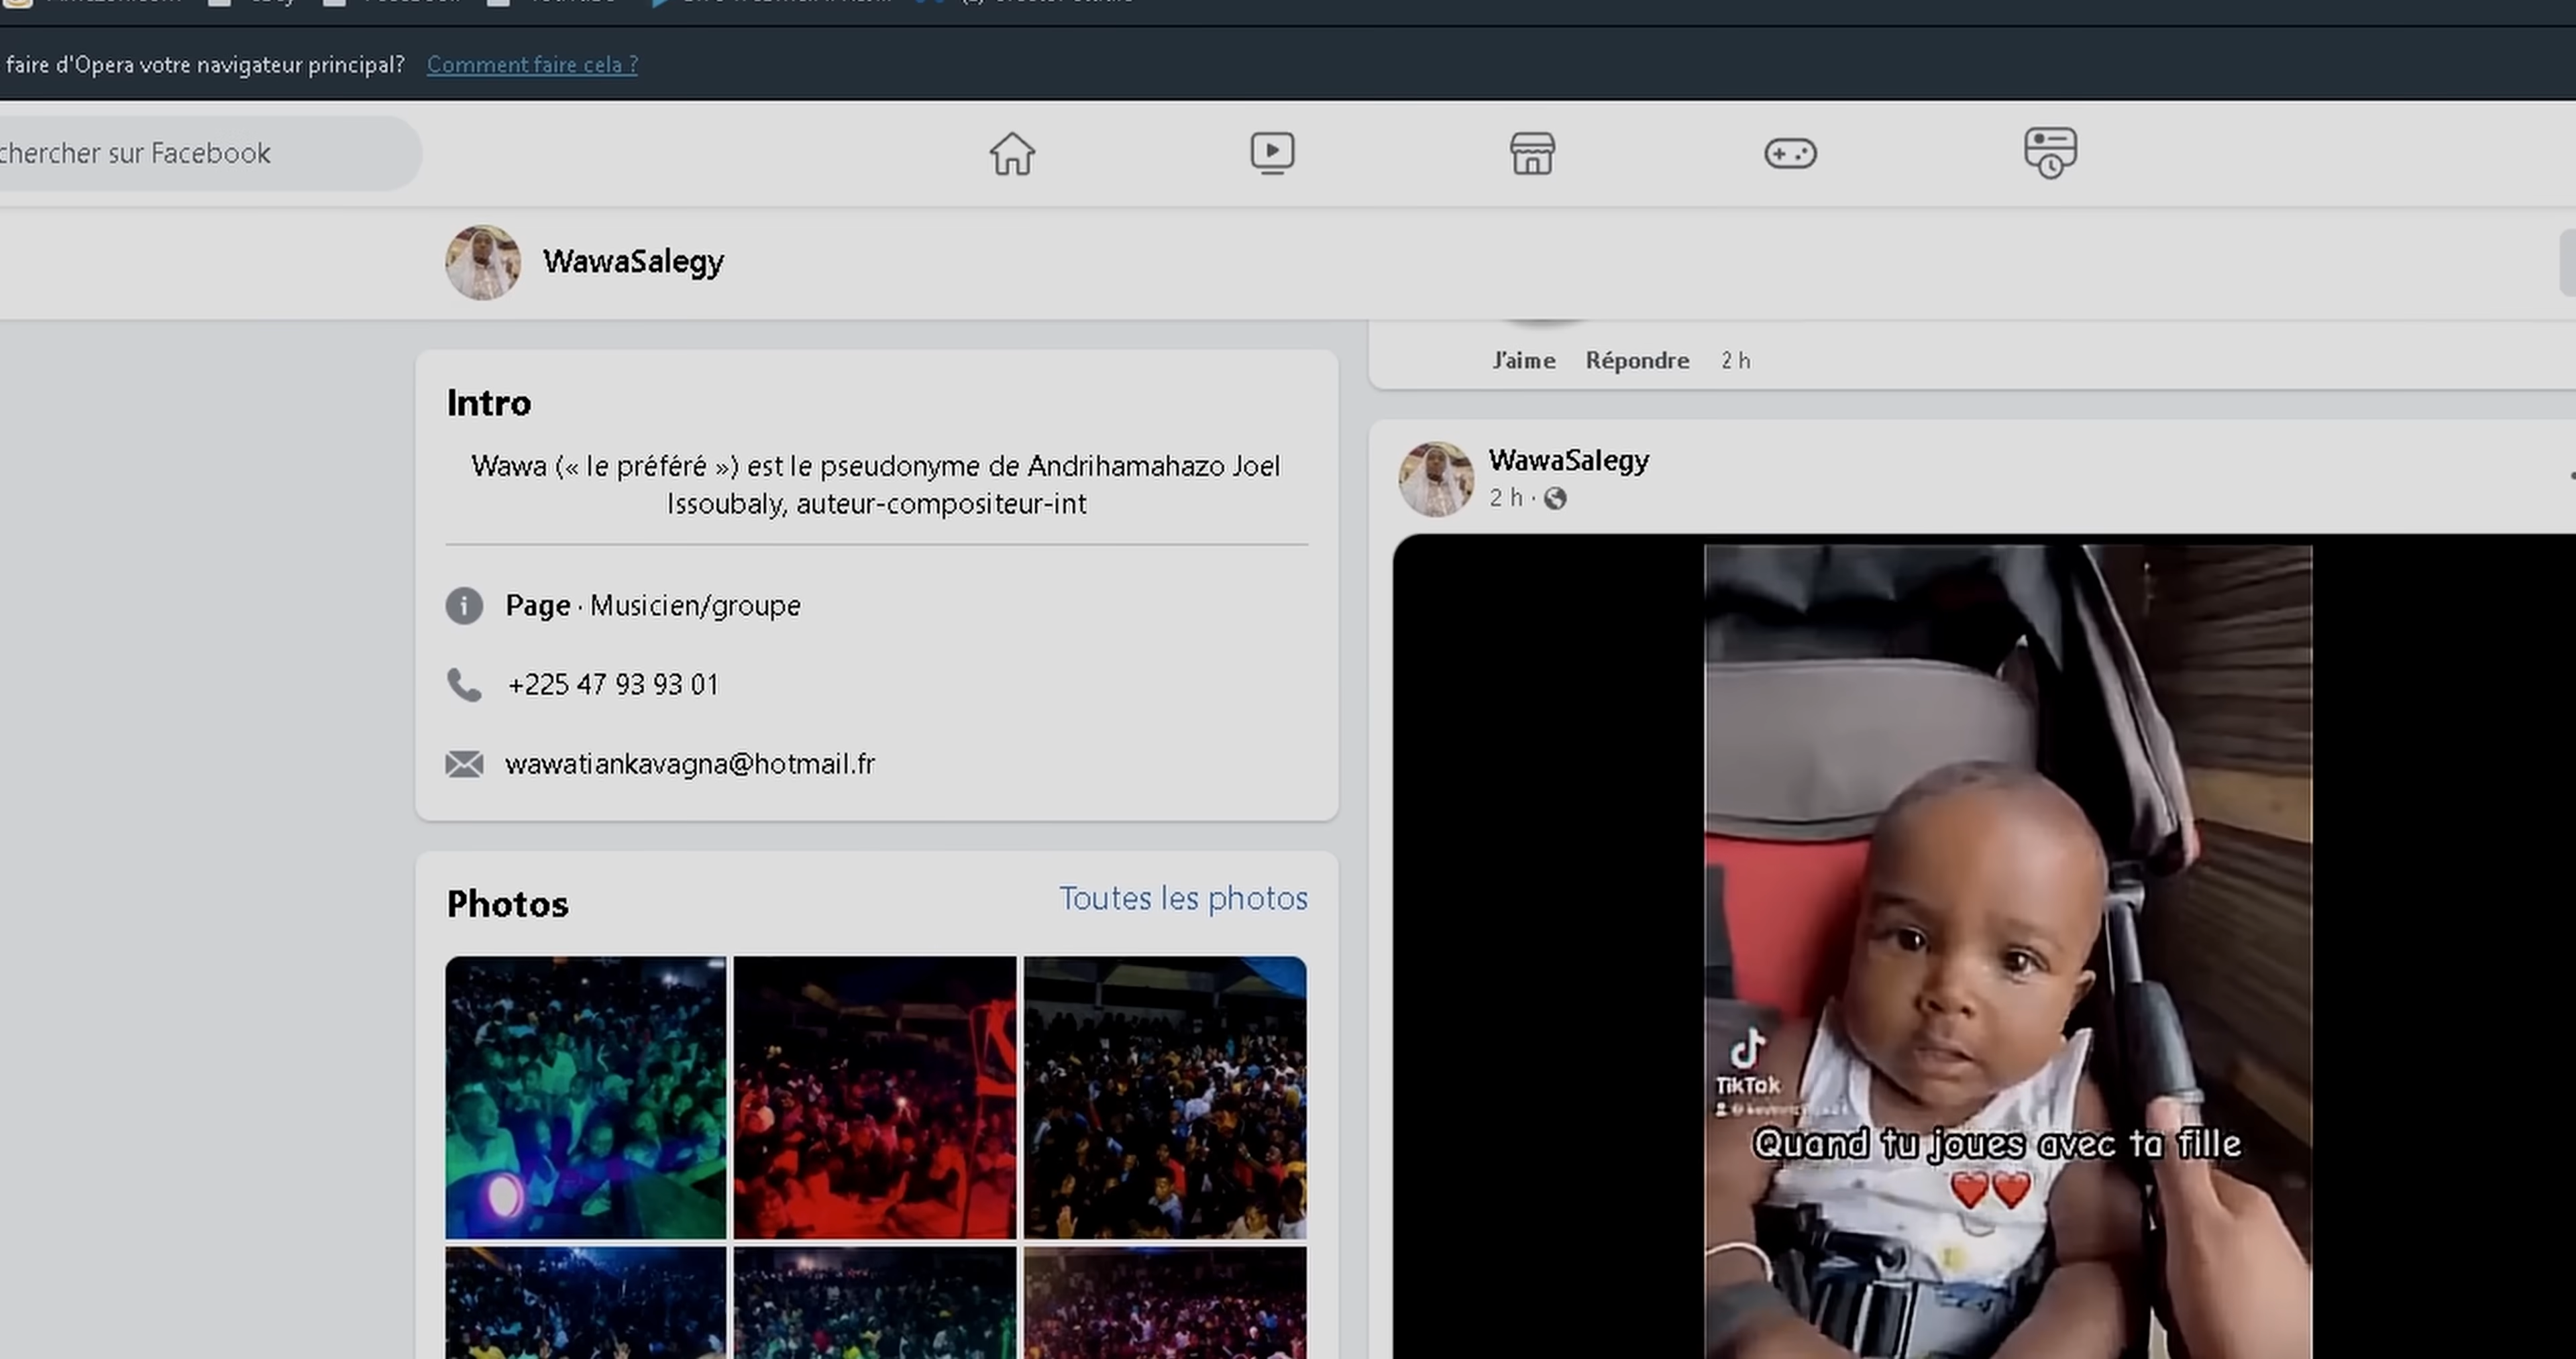 faire d'Opera votre navigateur principal? Comment faire cela ?
chercher sur Facebook
WawaSalegy
Intro
Wawa (« le préféré ») est le pseudonyme de Andrihamahazo Joel
Issoubaly, auteur-compositeur-int
Page · Musicien/groupe
+225 47 93 93 01
wawatiankavagna@hotmail.fr
Photos
Toutes les photos
J'aime Répondre 2 h
WawaSalegy
2 h ·
TikTok
Quand tu joues avec ta fille